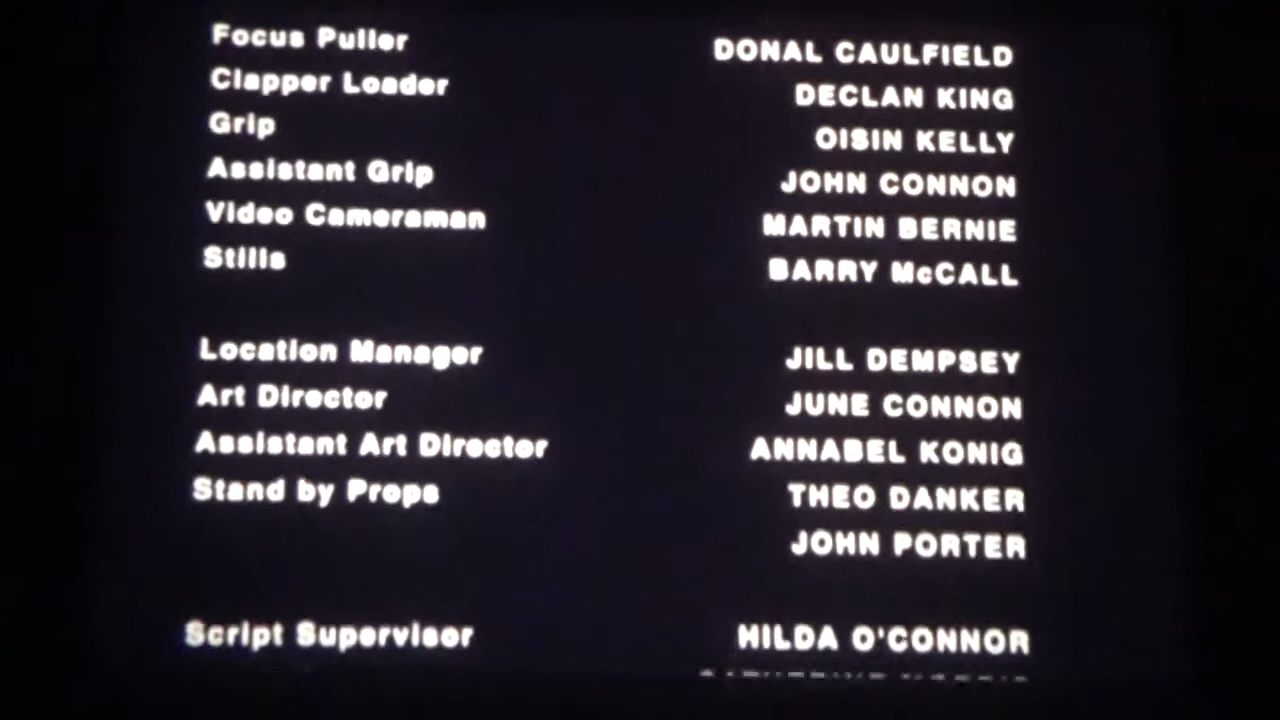 Focus Puller DONAL CAULFIELD
Clapper Loader DECLAN KING
Grip OISIN KELLY
Assistant Grip JOHN CONNON
Video Cameraman MARTIN BERNIE
Stills BARRY McCALL
Location Manager JILL DEMPSEY
Art Director JUNE CONNON
Assistant Art Director ANNABEL KONIG
Stand by Props THEO DANKER
JOHN PORTER
Script Supervisor HILDA O'CONNOR